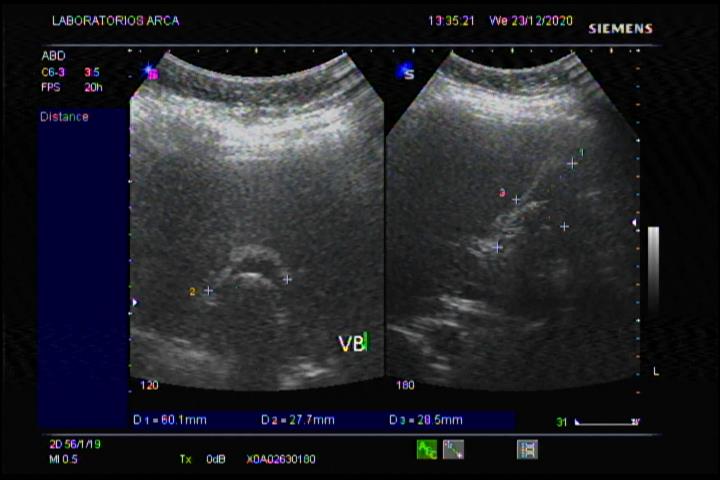 LABORATORIOS ARCA 13:35:21 We 23/12/2020 SIEMENS
ABD
C6-3 3.5
FPS 20h
S
S
Distance
1
3
2
VB
L
120 180
D1 = 60.1mm D2 = 27.7mm D3 = 28.5mm 31
2D 56/1/19
MI 0.5 Tx 0dB X0A02630180